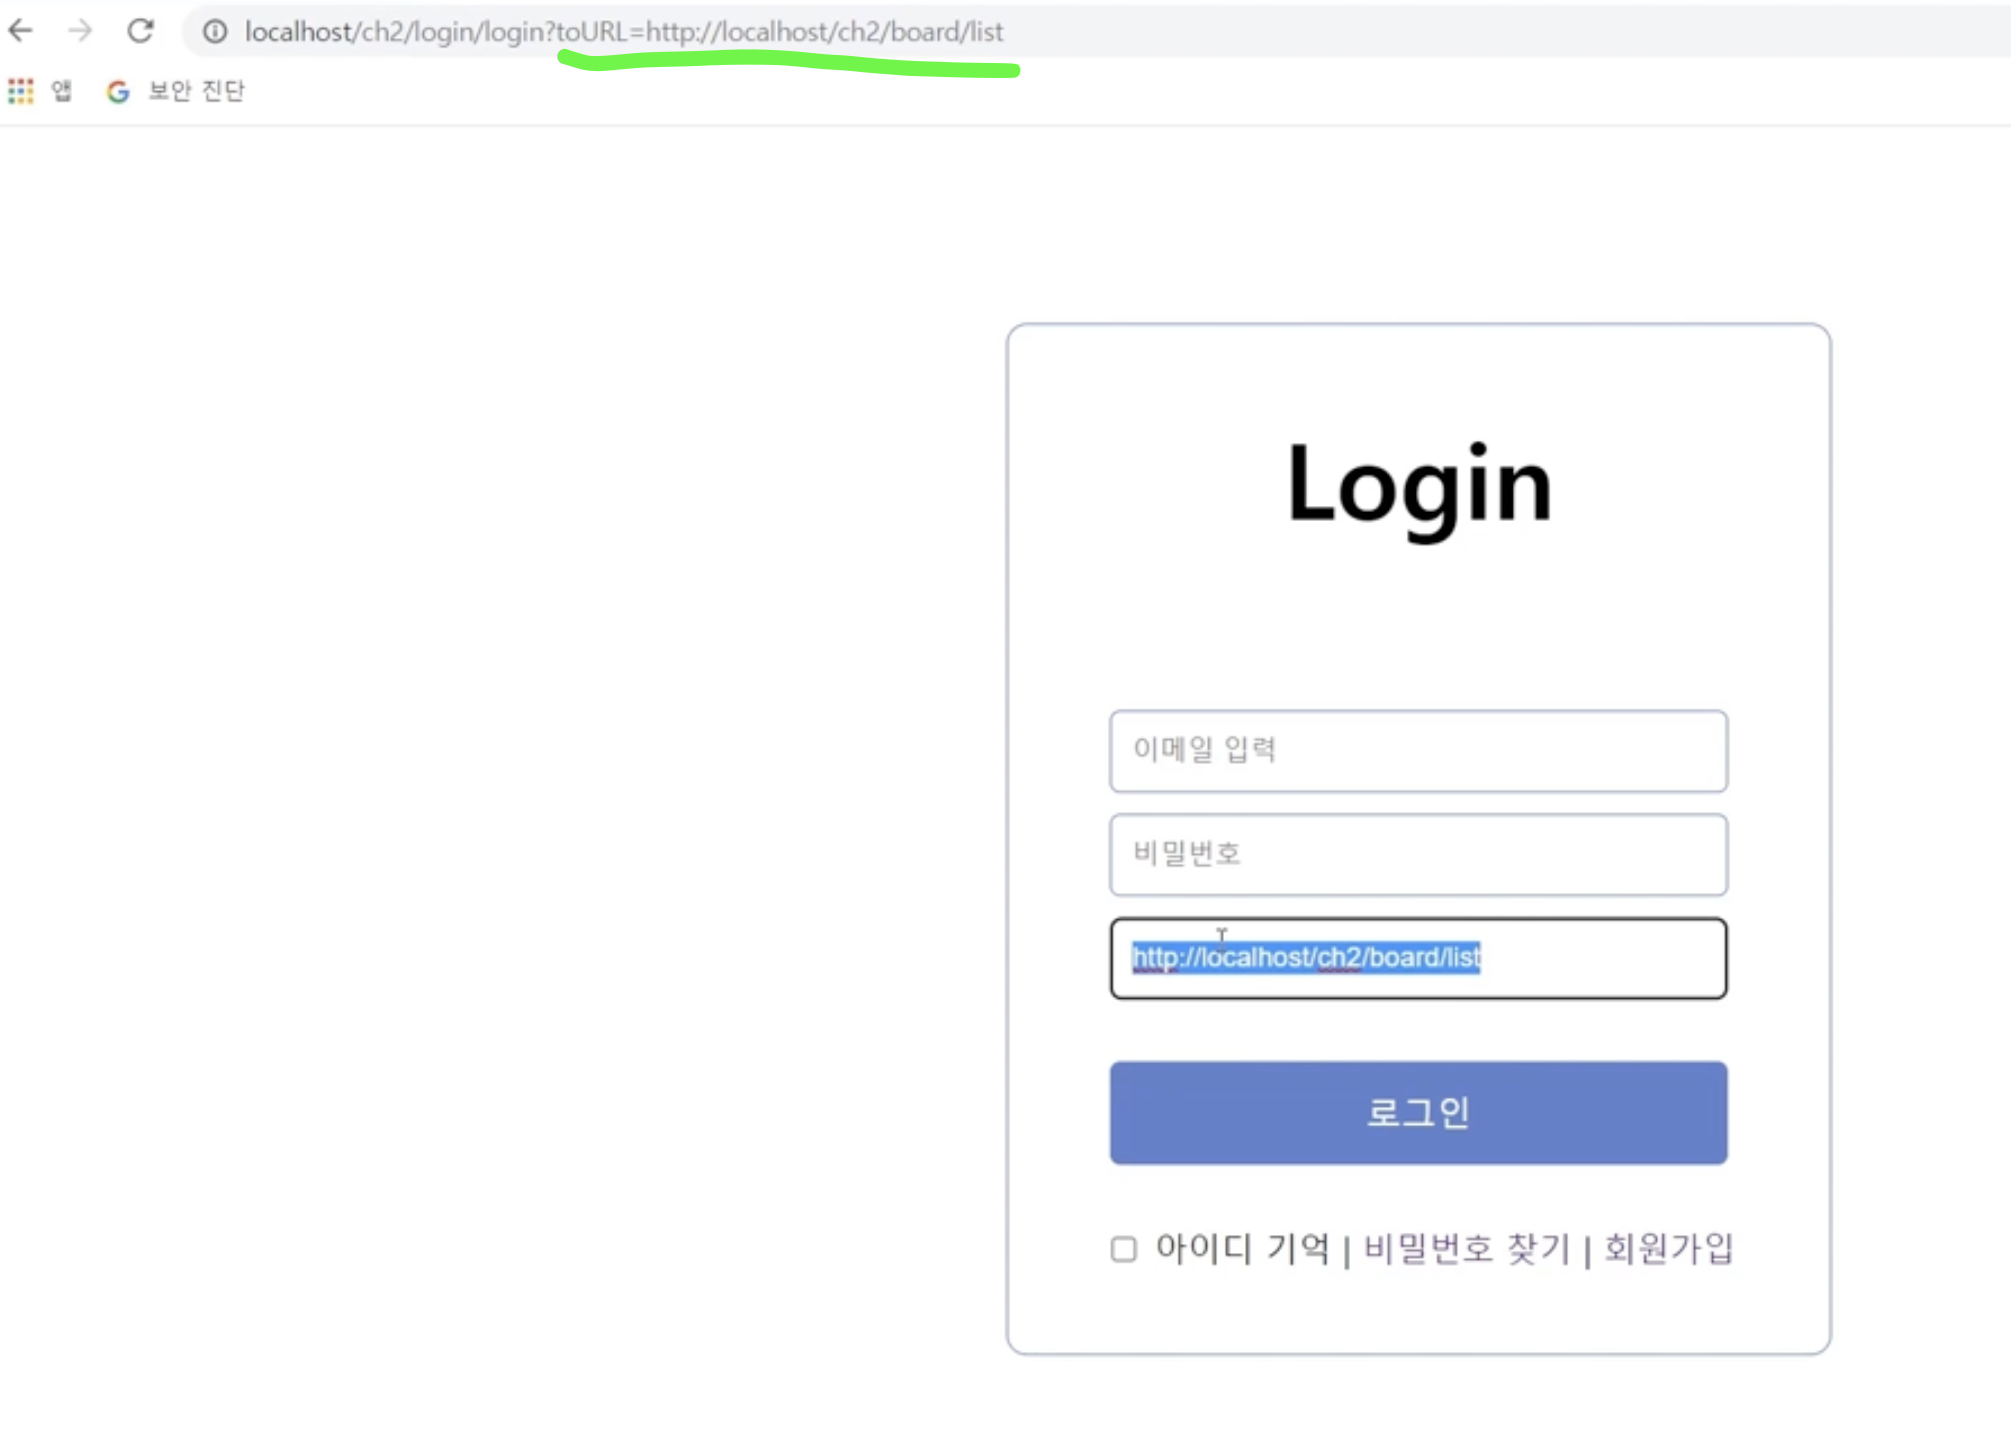 localhost/ch2/login/login?toURL=http://localhost/ch2/board/list
앱 보안 진단
Login
이메일 입력
비밀번호
http://localhost/ch2/board/list
로그인
아이디 기억 | 비밀번호 찾기 | 회원가입